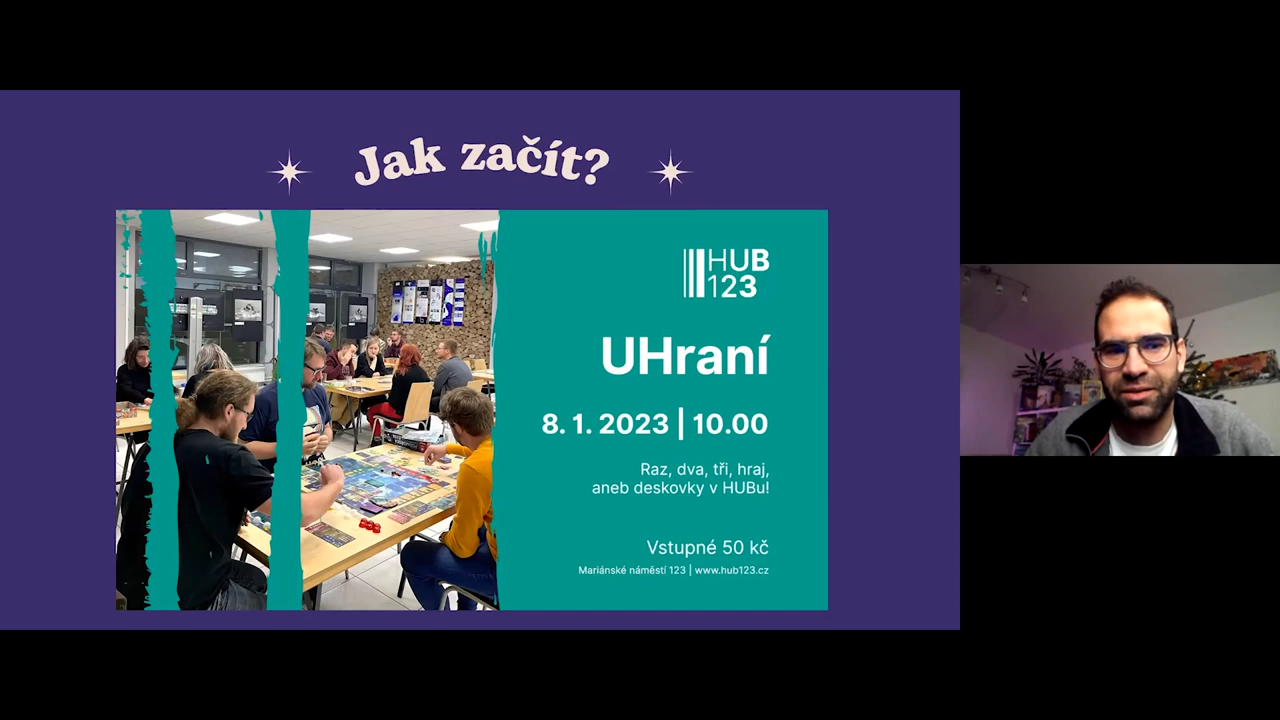 Jak začít?
HUB
123
UHraní
8. 1. 2023 | 10.00
Raz, dva, tři, hraj,
aneb deskovky v HUBu!
Vstupné 50 kč
Mariánské náměstí 123 | www.hub123.cz